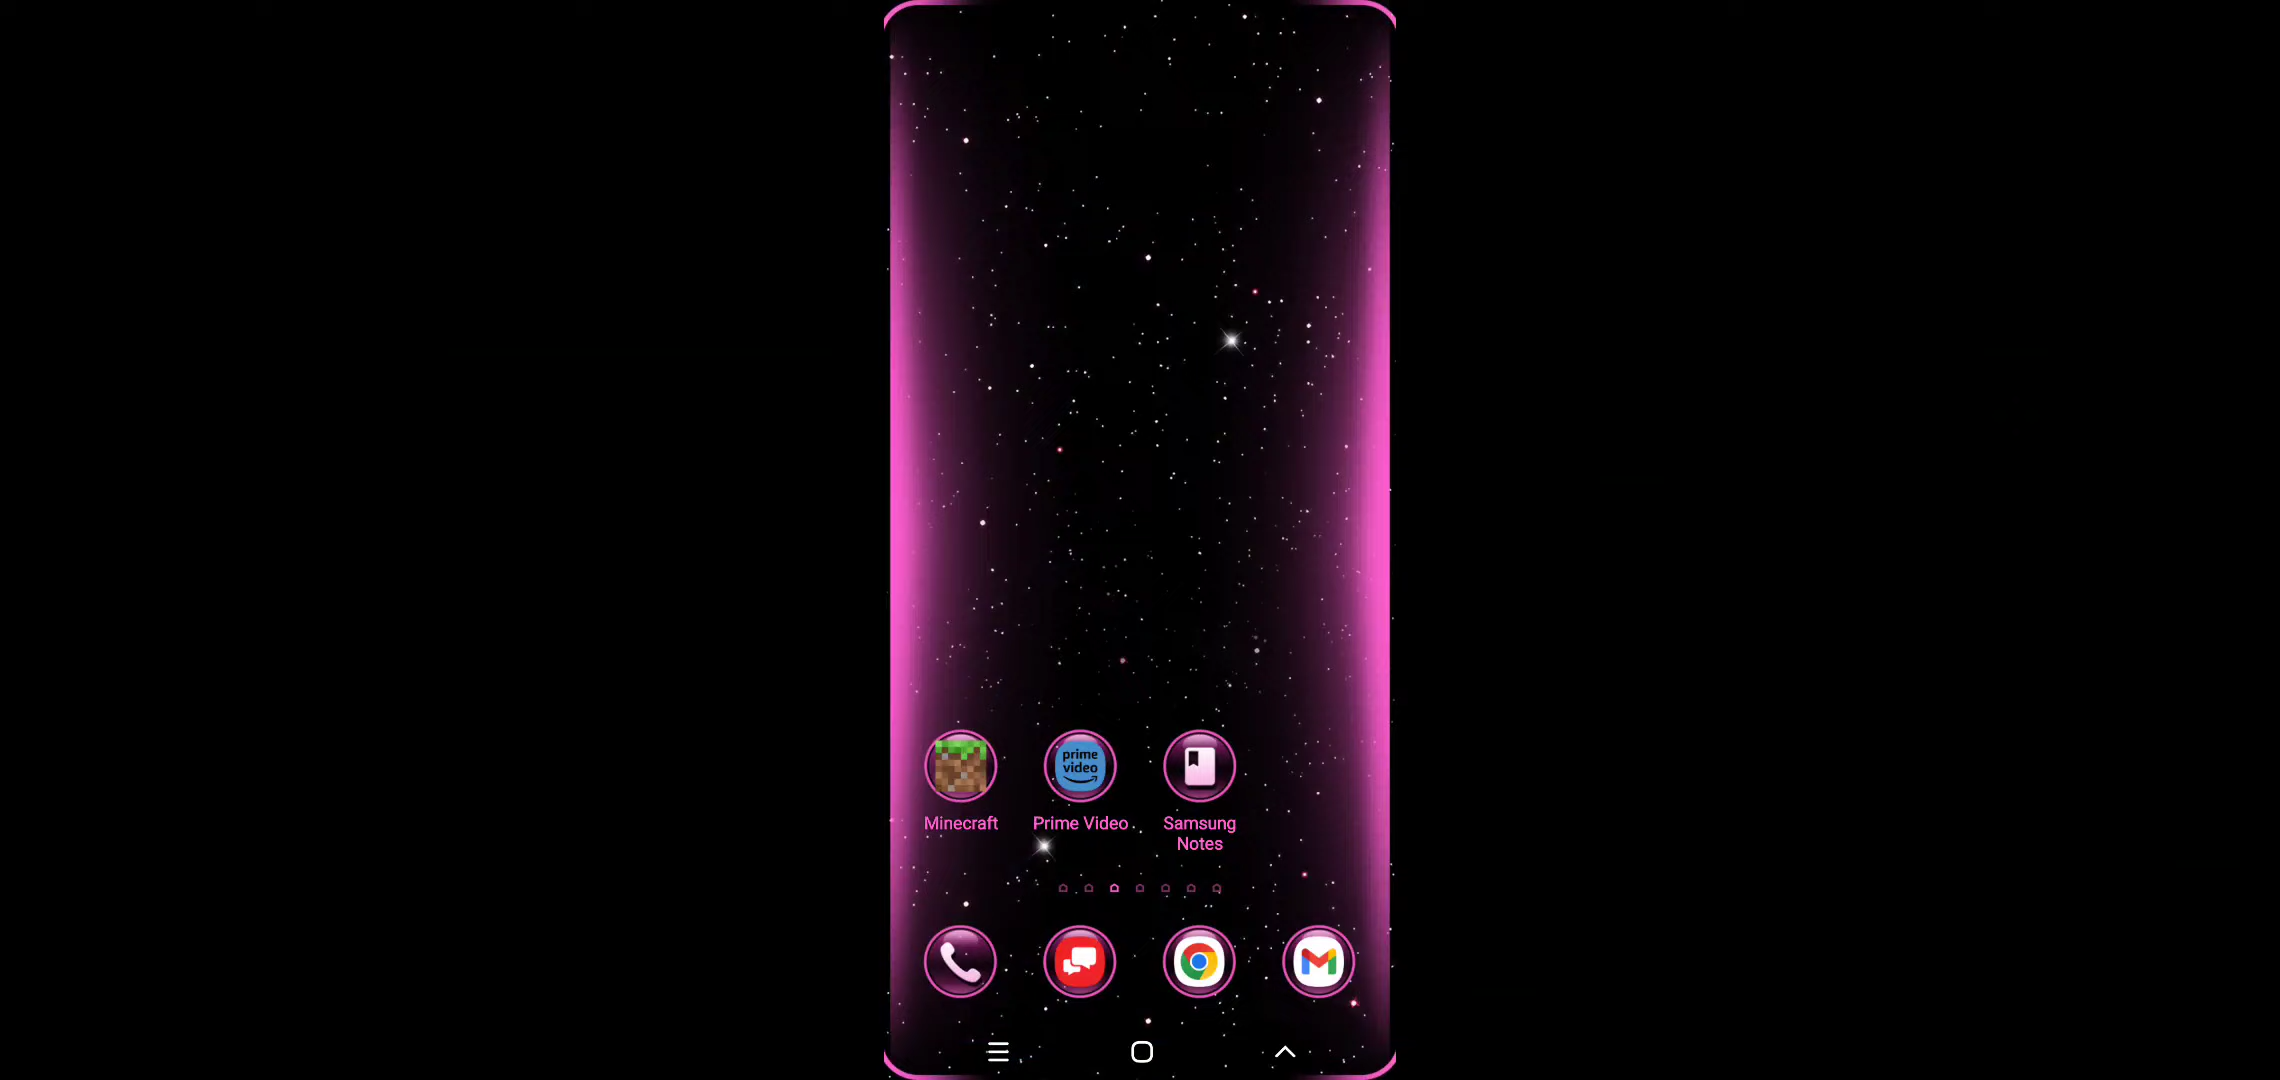 prime
video
Minecraft
Prime Video
Samsung
Notes